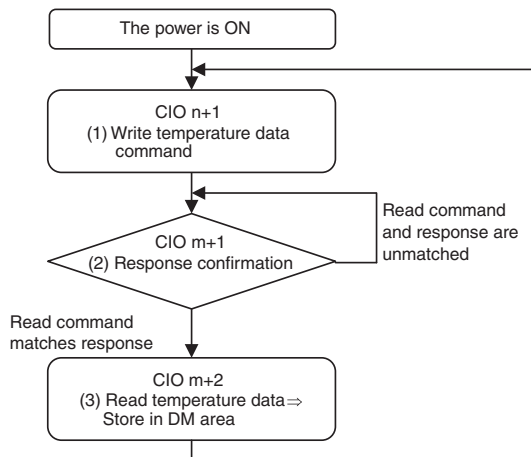 The power is ON
CIO n+1
(1) Write temperature data
command
Read command
and response are
unmatched
CIO m+1
(2) Response confirmation
Read command
matches response
CIO m+2
(3) Read temperature data⇒
Store in DM area